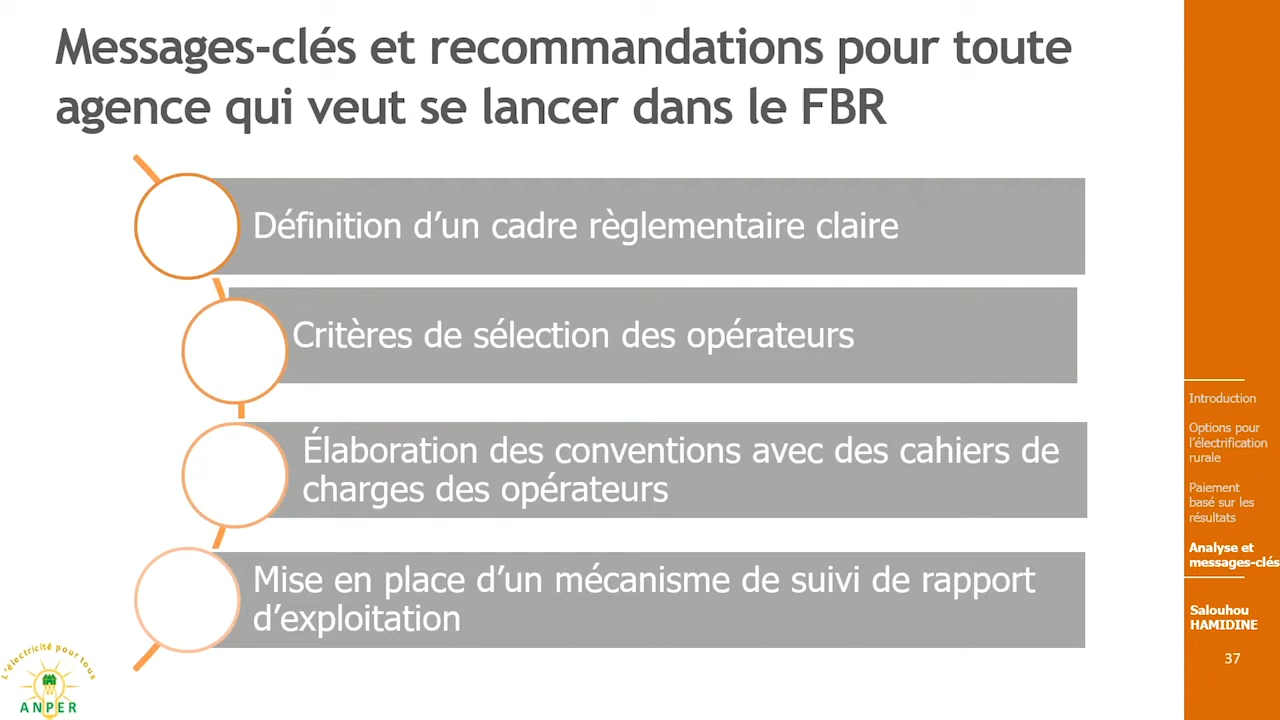 Messages-clés et recommandations pour toute
agence qui veut se lancer dans le FBR
Définition d’un cadre règlementaire claire
Critères de sélection des opérateurs
Élaboration des conventions avec des cahiers de
charges des opérateurs
Mise en place d’un mécanisme de suivi de rapport
d’exploitation
Introduction
Options pour
l’électrification
rurale
Paiement
basé sur les
résultats
Analyse et
messages-clés
Salouhou
HAMIDINE
37
L’électricité pour tous
ANPER